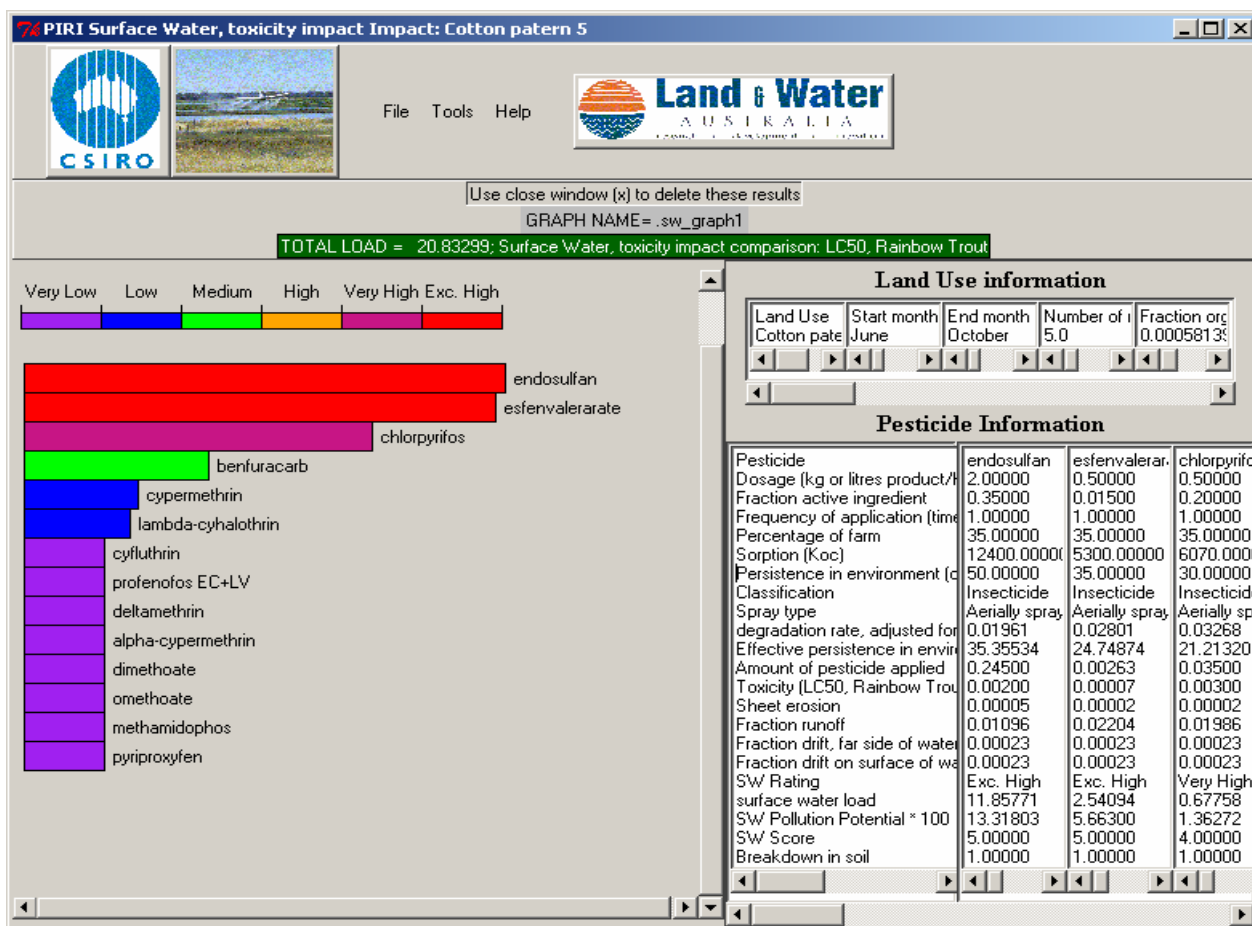 PIRI Surface Water, toxicity impact Impact: Cotton patern 5
CSIRO
File Tools Help
Land & Water
AUSTRALIA
Use close window (x) to delete these results
GRAPH NAME= .sw_graph1
TOTAL LOAD = 20.83299; Surface Water, toxicity impact comparison: LC50, Rainbow Trout
Very Low Low Medium High Very High Exc. High
endosulfan
esfenvalerarate
chlorpyrifos
benfuracarb
cypermethrin
lambda-cyhalothrin
cyfluthrin
profenofos EC+LV
deltamethrin
alpha-cypermethrin
dimethoate
omethoate
methamidophos
pyriproxyfen
Land Use information
Land Use Start month End month Number of r Fraction org
Cotton pate June October 5.0 0.00058139
Pesticide Information
Pesticide endosulfan esfenvalerar. chlorpyrifo
Dosage (kg or litres product/h 2.00000 0.50000 0.50000
Fraction active ingredient 0.35000 0.01500 0.20000
Frequency of application (time 1.00000 1.00000 1.00000
Percentage of farm 35.00000 35.00000 35.00000
Sorption (Koc) 12400.0000 5300.00000 6070.000
Persistence in environment (d 50.00000 35.00000 30.00000
Classification Insecticide Insecticide Insecticid
Spray type Aerially spray Aerially spray Aerially sp
degradation rate, adjusted for 0.01961 0.02801 0.03268
Effective persistence in envir 35.35534 24.74874 21.21320
Amount of pesticide applied 0.24500 0.00263 0.03500
Toxicity (LC50, Rainbow Trou 0.00200 0.00007 0.00300
Sheet erosion 0.00005 0.00002 0.00002
Fraction runoff 0.01096 0.02204 0.01986
Fraction drift, far side of water 0.00023 0.00023 0.00023
Fraction drift on surface of wa 0.00023 0.00023 0.00023
SW Rating Exc. High Exc. High Very High
surface water load 11.85771 2.54094 0.67758
SW Pollution Potential * 100 13.31803 5.66300 1.36272
SW Score 5.00000 5.00000 4.00000
Breakdown in soil 1.00000 1.00000 1.00000